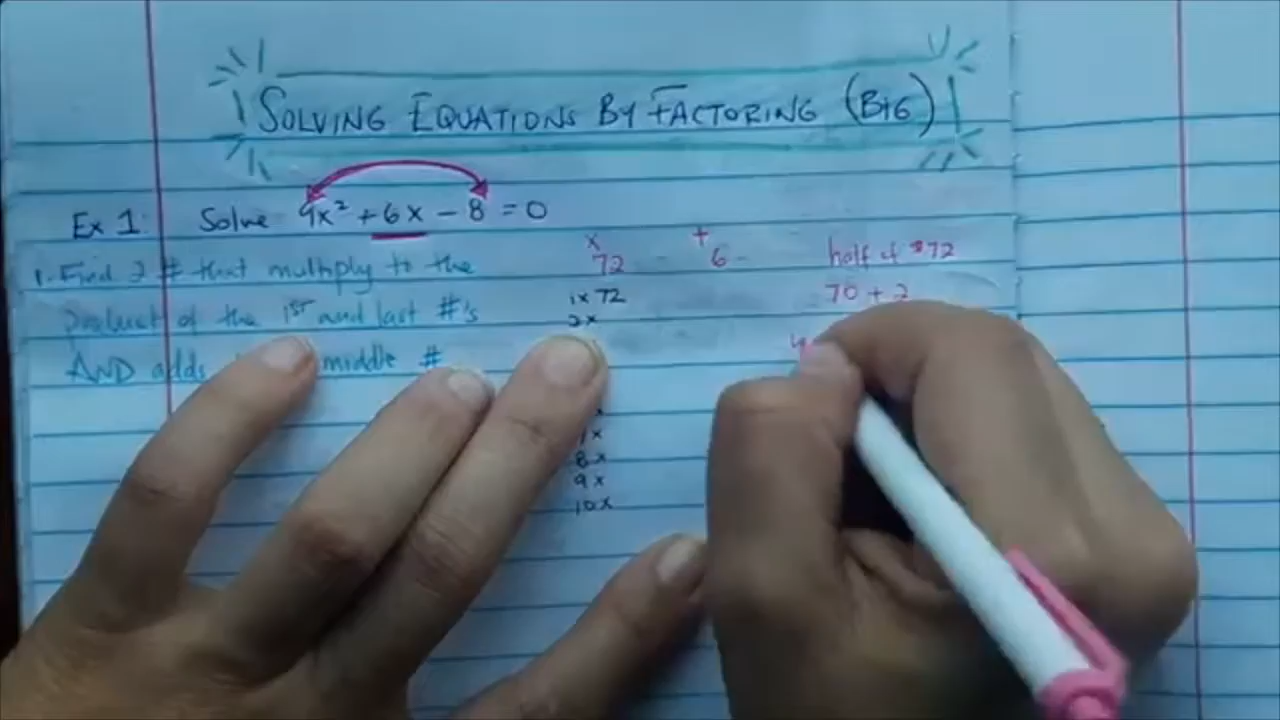 SOLVING EQUATIONS BY FACTORING (BIG)
Ex 1: Solve 9x² + 6x - 8 = 0
x + 
72 6 half of 72
1. Find 2 # that multiply to the
1 x 72 70 + 2
product of the 1ST and last #'s
2 x
AND adds middle #
x
8 x
9 x
10 x